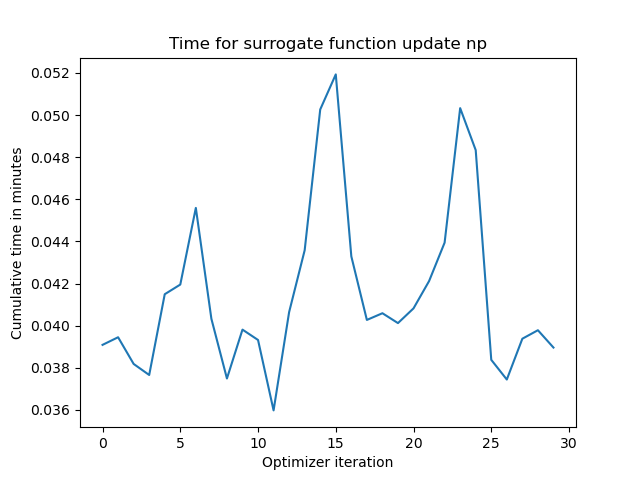 Time for surrogate function update np
0.052
0.050
0.048
0.046
0.044
0.042
0.040
0.038
0.036
Cumulative time in minutes
0 5 10 15 20 25 30
Optimizer iteration